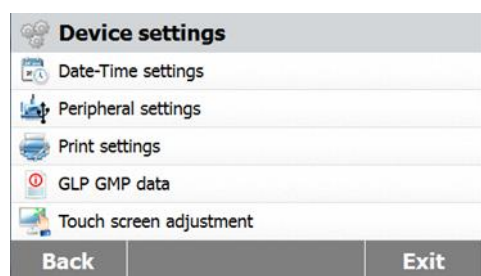 Device settings
Date-Time settings
Peripheral settings
Print settings
GLP GMP data
Touch screen adjustment
Back Exit